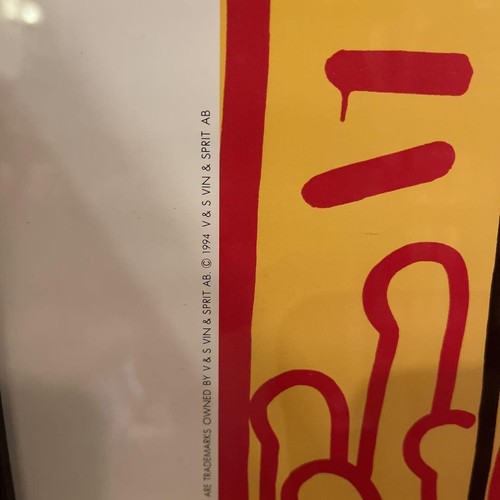 ARE TRADEMARKS OWNED BY V & S VIN & SPRIT AB. © 1994 V & S VIN & SPRIT AB